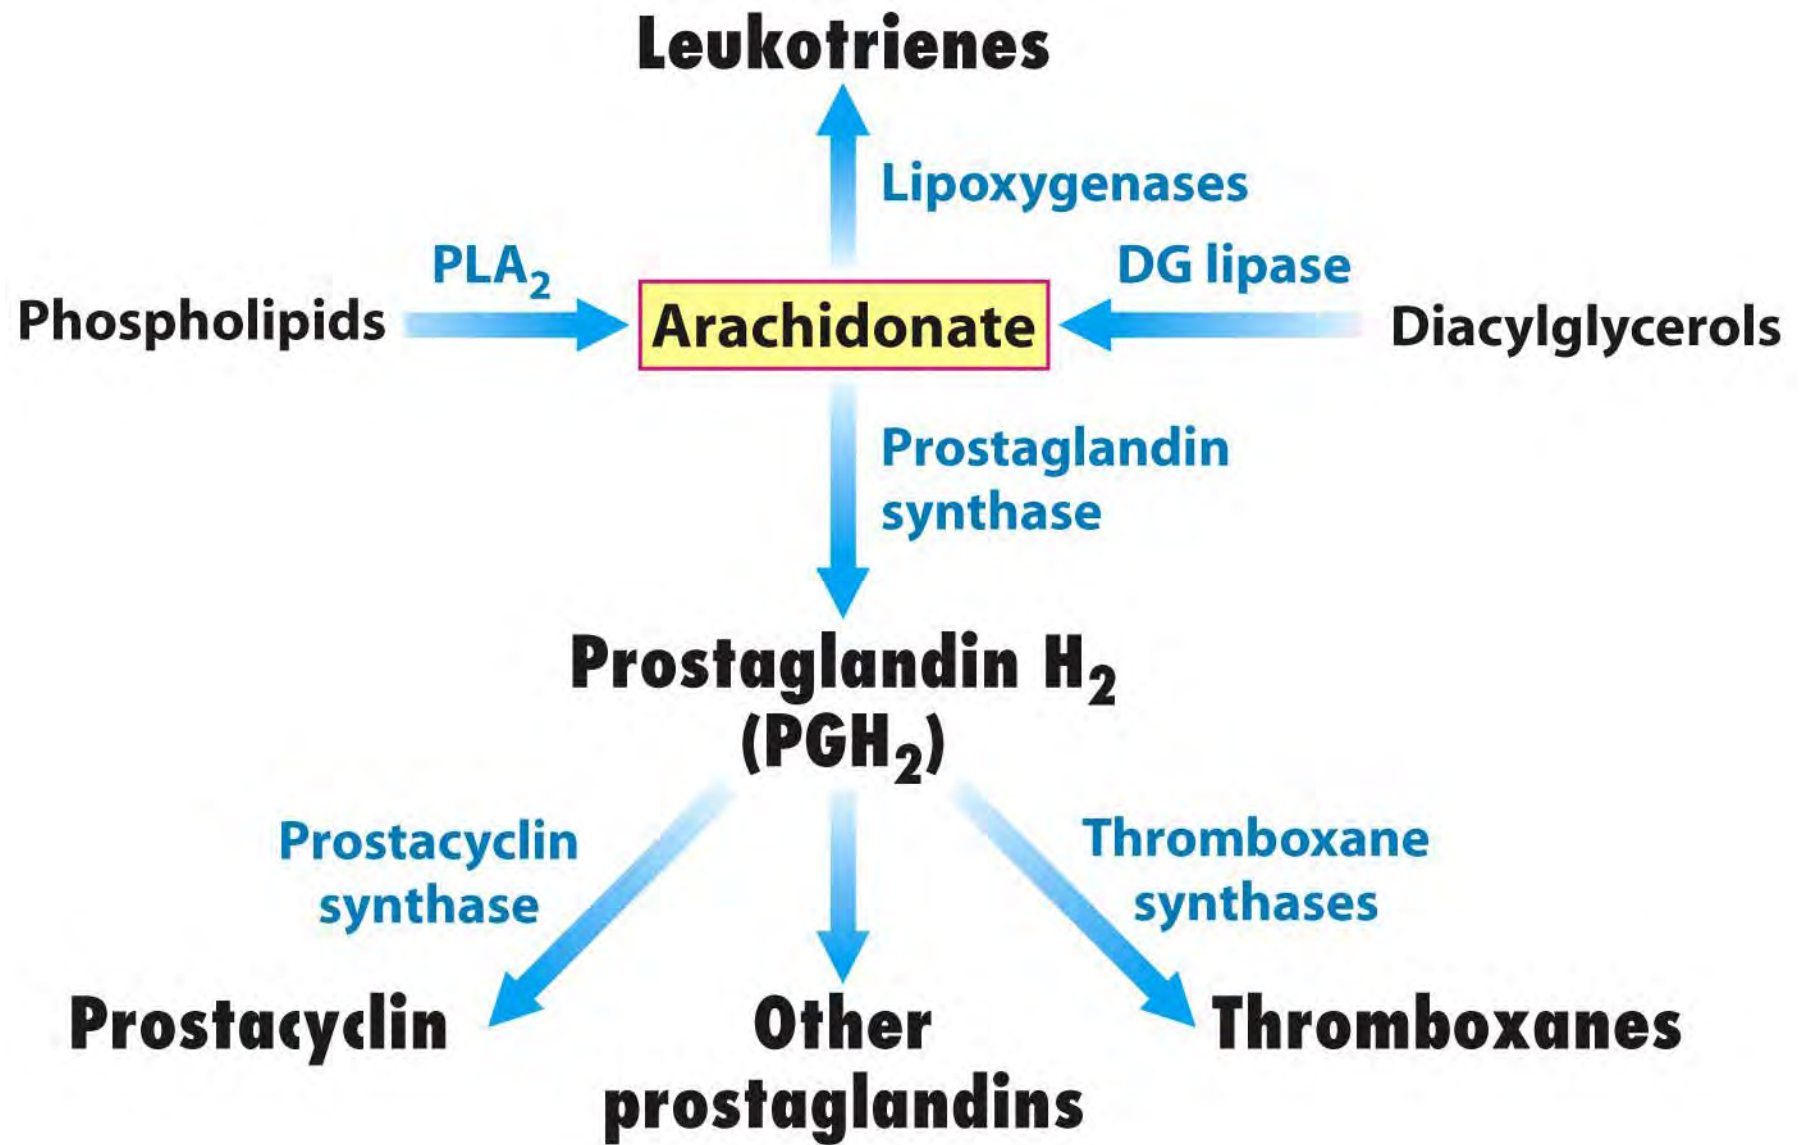 Leukotrienes
Lipoxygenases
PLA₂
DG lipase
Phospholipids
Arachidonate
Diacylglycerols
Prostaglandin
synthase
Prostaglandin H₂
(PGH₂)
Prostacyclin
synthase
Thromboxane
synthases
Prostacyclin
Other
prostaglandins
Thromboxanes